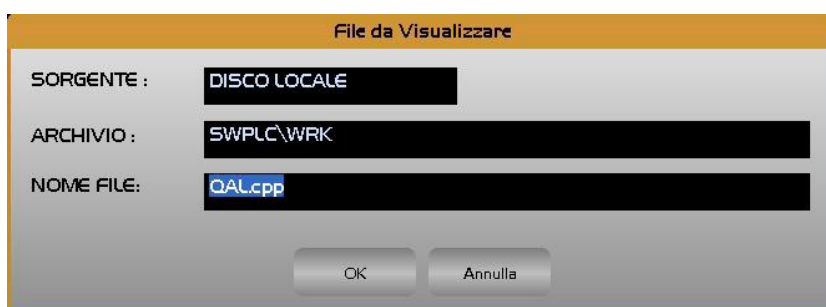 File da Visualizzare
SORGENTE : DISCO LOCALE
ARCHIVIO : SWPLC\WRK
NOME FILE: QAL.cpp
OK Annulla